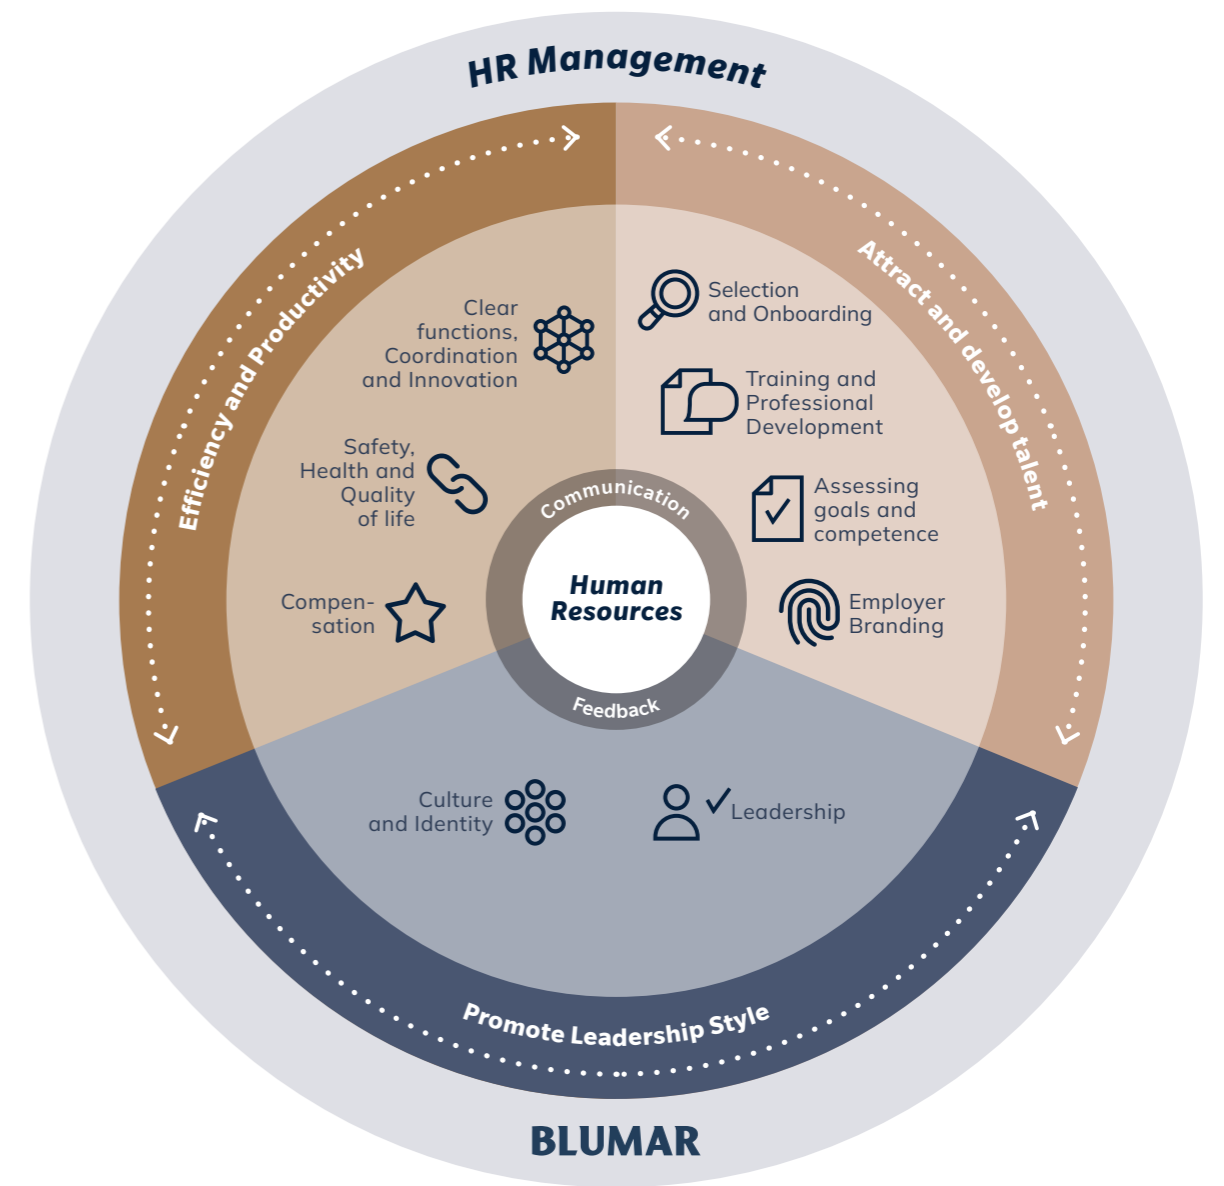 HR Management
Efficiency and Productivity
Attract and develop talent
Clear
functions,
Coordination
and Innovation
Safety,
Health and
Quality
of life
Compen-
sation
Selection
and Onboarding
Training and
Professional
Development
Assessing
goals and
competence
Employer
Branding
Communication
Human
Resources
Feedback
Culture
and Identity
Leadership
Promote Leadership Style
BLUMAR